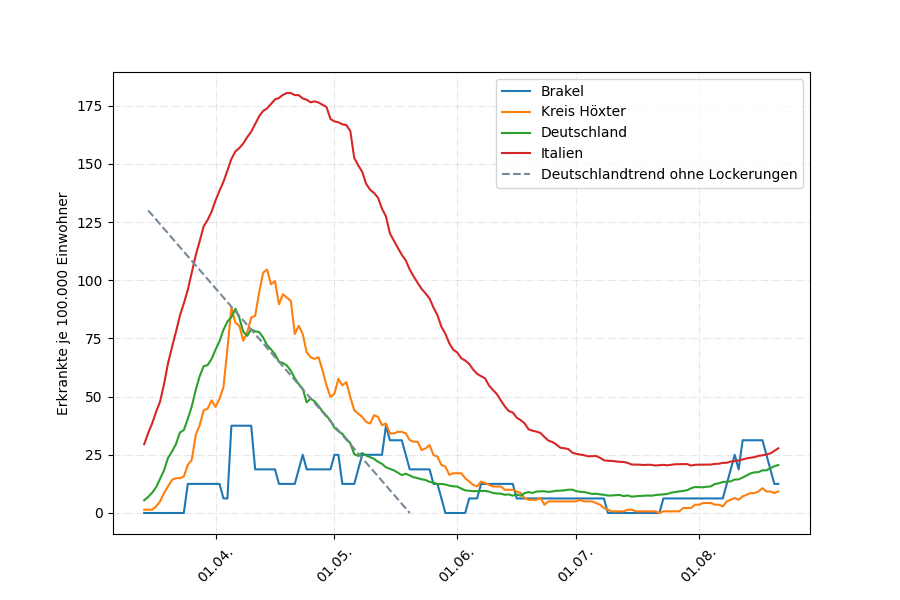 Brakel
Kreis Höxter
Deutschland
Italien
Deutschlandtrend ohne Lockerungen
Erkrankte je 100.000 Einwohner
175
150
125
100
75
50
25
0
01.04.
01.05.
01.06.
01.07.
01.08.